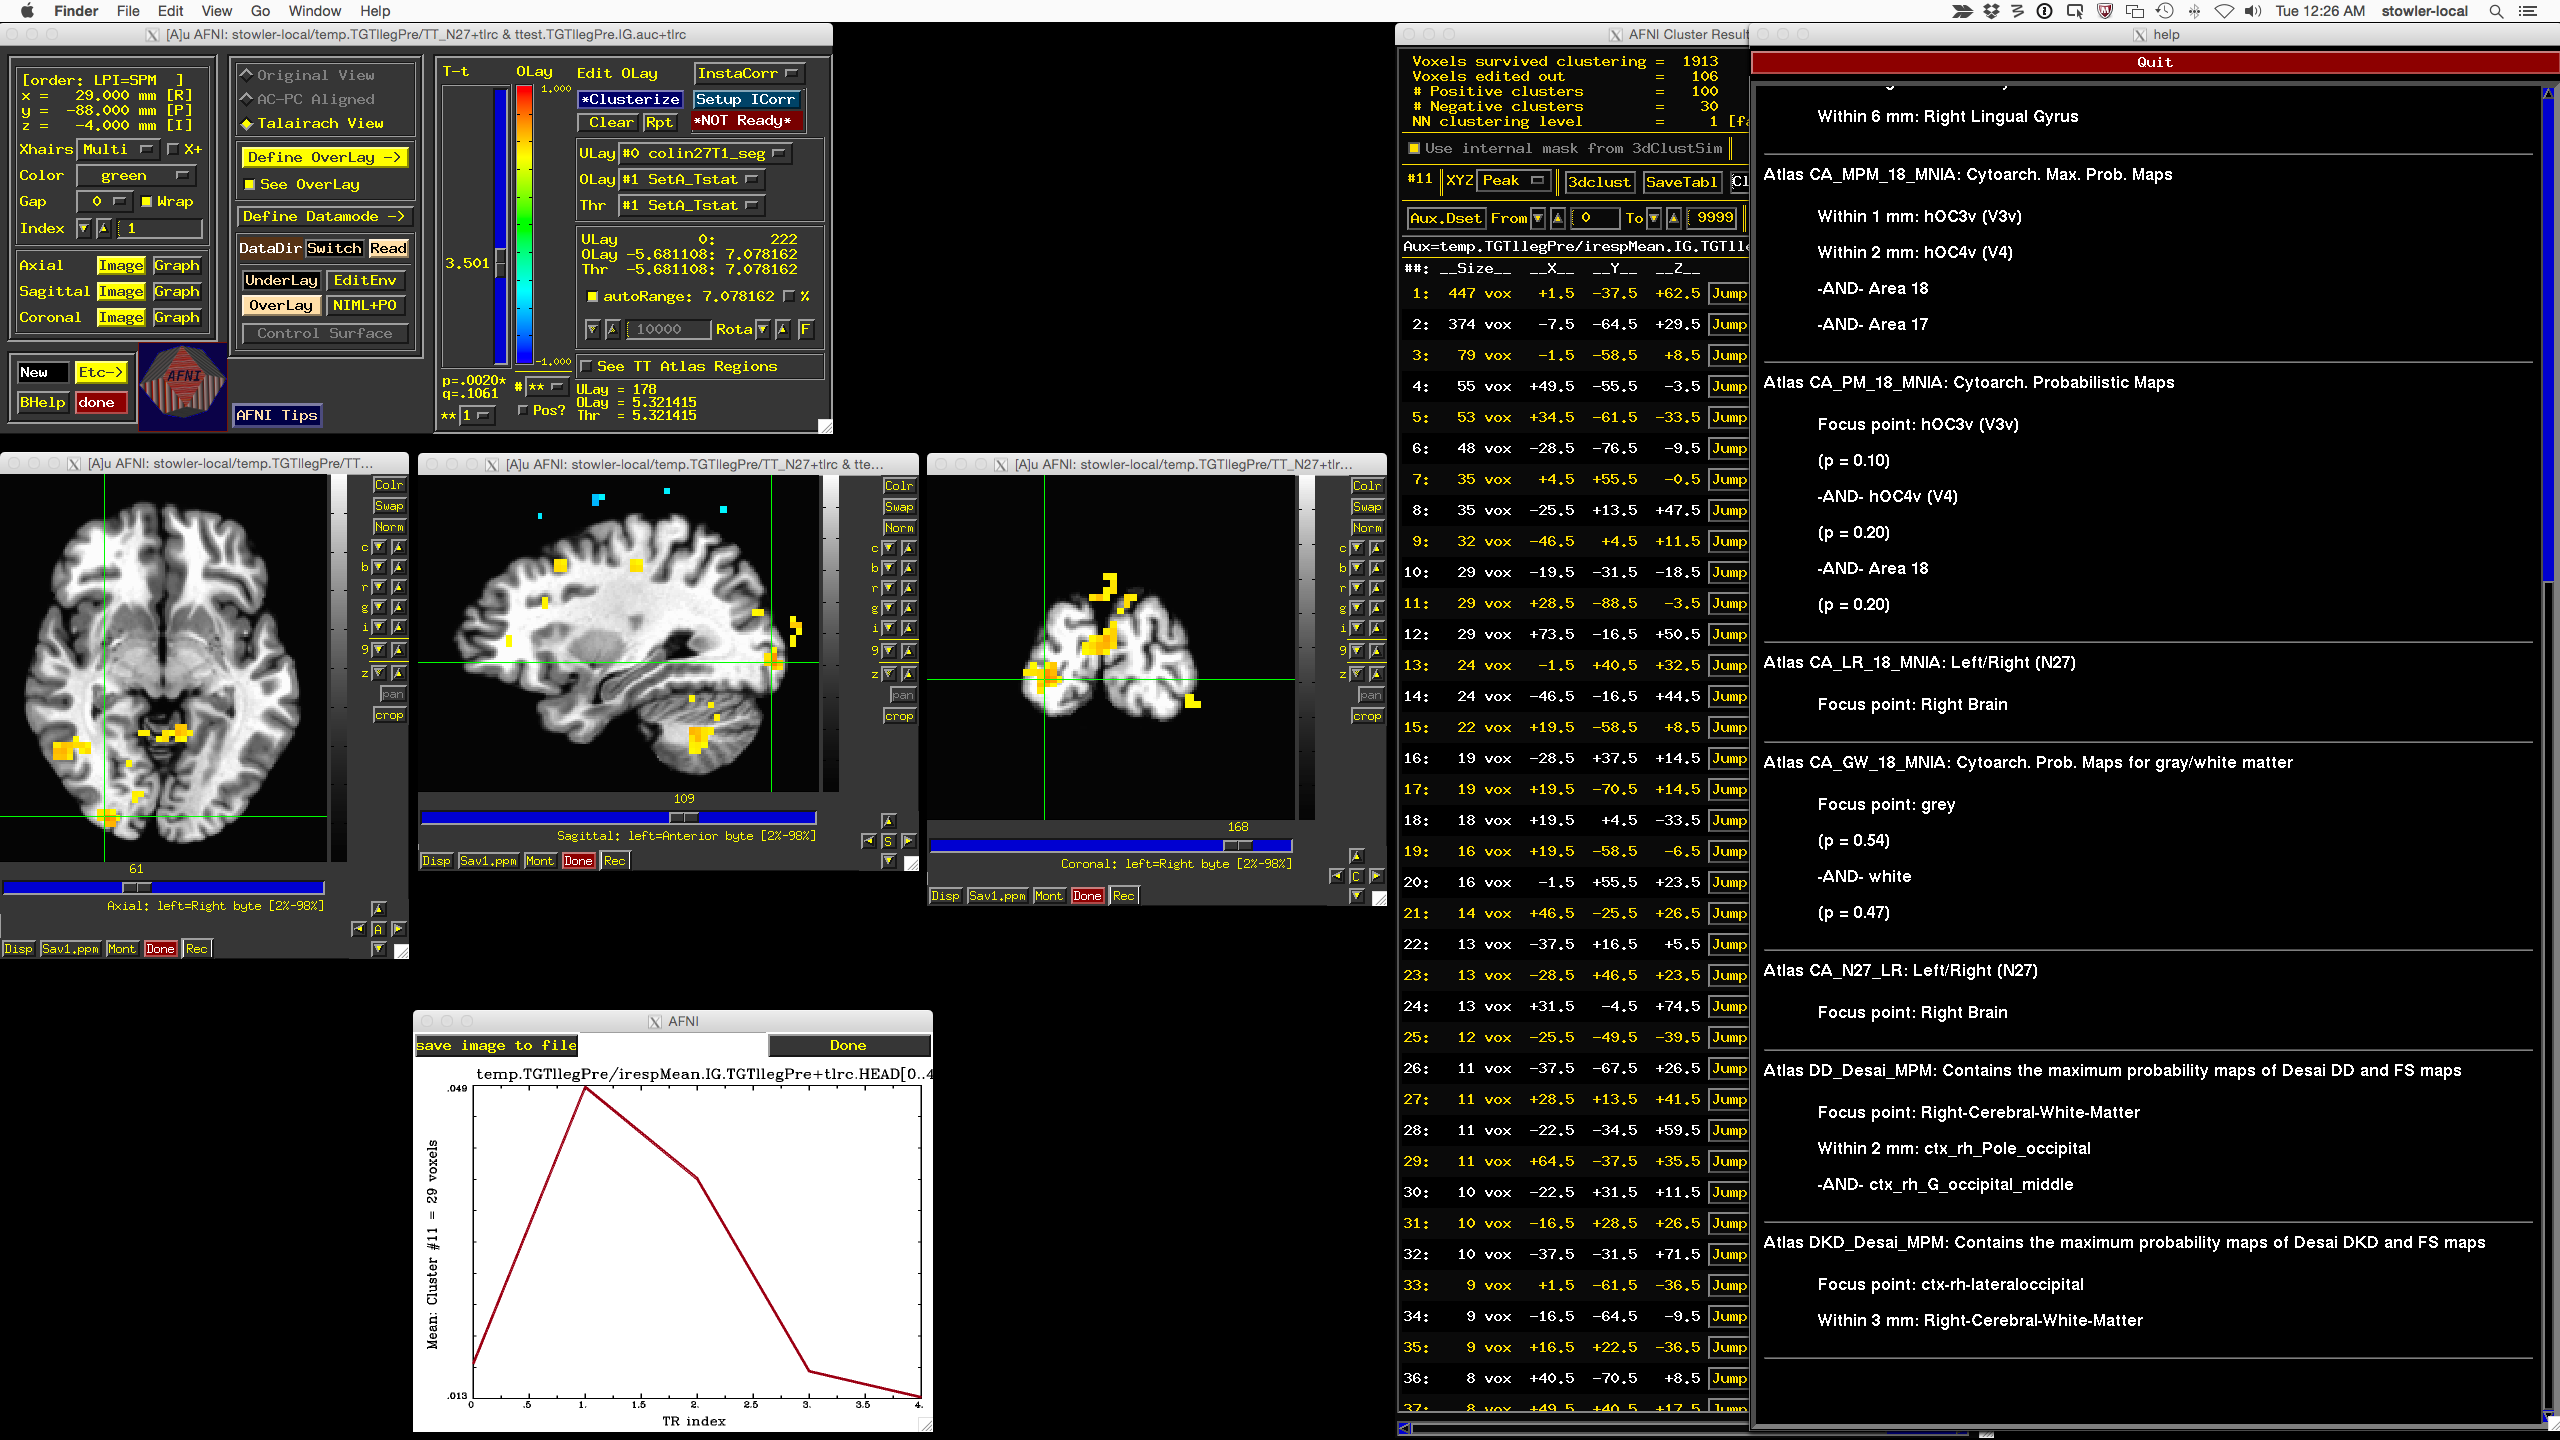 Finder File Edit View Go Window Help
Tue 12:26 AM stowler-local
[A]u AFNI: stowler-local/temp.TGTllegPre/TT_N27+tlrc & ttest.TGTllegPre.IG.auc+tlrc
[order: LPI=SPM ]
x = 29.000 mm [R]
y = -88.000 mm [P]
z = -4.000 mm [I]
Xhairs Multi X+
Color green
Gap 0 Wrap
Index 1
Axial Image Graph
Sagittal Image Graph
Coronal Image Graph
New Etc->
BHelp done
AFNI
AFNI Tips
Original View
AC-PC Aligned
Talairach View
Define OverLay ->
See OverLay
Define Datamode ->
DataDir Switch Read
UnderLay EditEnv
OverLay NIML+PO
Control Surface
T-t
3.501
p=.0020*
q=.1061
** 1
OLay
1.000
-1.000
# **
Pos?
Edit OLay InstaCorr
*Clusterize Setup ICorr
Clear Rpt *NOT Ready*
ULay #0 colin27T1_seg
OLay #1 SetA_Tstat
Thr #1 SetA_Tstat
ULay 0: 222
OLay -5.681108: 7.078162
Thr -5.681108: 7.078162
autoRange: 7.078162 %
10000 Rota F
See TT Atlas Regions
ULay = 178
OLay = 5.321415
Thr = 5.321415
[A]u AFNI: stowler-local/temp.TGTllegPre/TT...
Colr
Swap
Norm
c
b
r
g
i
9
z
pan
crop
61
Axial: left=Right byte [2%-98%]
A
Disp Sav1.ppm Mont Done Rec
[A]u AFNI: stowler-local/temp.TGTllegPre/TT_N27+tlrc & tte...
Colr
Swap
Norm
c
b
r
g
i
9
z
pan
crop
109
Sagittal: left=Anterior byte [2%-98%]
S
Disp Sav1.ppm Mont Done Rec
[A]u AFNI: stowler-local/temp.TGTllegPre/TT_N27+tlr...
Colr
Swap
Norm
c
b
r
g
i
9
z
pan
crop
168
Coronal: left=Right byte [2%-98%]
C
Disp Sav1.ppm Mont Done Rec
AFNI
save image to file Done
temp.TGTllegPre/irespMean.IG.TGTllegPre+tlrc.HEAD[0..4
.049
Mean: Cluster #11 = 29 voxels
.013
0 .5 1. 1.5 2. 2.5 3. 3.5 4.
TR index
AFNI Cluster Result
Voxels survived clustering = 1913
Voxels edited out = 106
# Positive clusters = 100
# Negative clusters = 30
NN clustering level = 1 [fa
Use internal mask from 3dClustSim
#11 XYZ Peak 3dclust SaveTabl Cl
Aux.Dset From 0 To 9999
Aux=temp.TGTllegPre/irespMean.IG.TGTlle
##: __Size__ __X__ __Y__ __Z__
1: 447 vox +1.5 -37.5 +62.5 Jump
2: 374 vox -7.5 -64.5 +29.5 Jump
3: 79 vox -1.5 -58.5 +8.5 Jump
4: 55 vox +49.5 -55.5 -3.5 Jump
5: 53 vox +34.5 -61.5 -33.5 Jump
6: 48 vox -28.5 -76.5 -9.5 Jump
7: 35 vox +4.5 +55.5 -0.5 Jump
8: 35 vox -25.5 +13.5 +47.5 Jump
9: 32 vox -46.5 +4.5 +11.5 Jump
10: 29 vox -19.5 -31.5 -18.5 Jump
11: 29 vox +28.5 -88.5 -3.5 Jump
12: 29 vox +73.5 -16.5 +50.5 Jump
13: 24 vox -1.5 +40.5 +32.5 Jump
14: 24 vox -46.5 -16.5 +44.5 Jump
15: 22 vox +19.5 -58.5 +8.5 Jump
16: 19 vox -28.5 +37.5 +14.5 Jump
17: 19 vox +19.5 -70.5 +14.5 Jump
18: 18 vox +19.5 +4.5 -33.5 Jump
19: 16 vox +19.5 -58.5 -6.5 Jump
20: 16 vox -1.5 +55.5 +23.5 Jump
21: 14 vox +46.5 -25.5 +26.5 Jump
22: 13 vox -37.5 +16.5 +5.5 Jump
23: 13 vox -28.5 +46.5 +23.5 Jump
24: 13 vox +31.5 -4.5 +74.5 Jump
25: 12 vox -25.5 -49.5 -39.5 Jump
26: 11 vox -37.5 -67.5 +26.5 Jump
27: 11 vox +28.5 +13.5 +41.5 Jump
28: 11 vox -22.5 -34.5 +59.5 Jump
29: 11 vox +64.5 -37.5 +35.5 Jump
30: 10 vox -22.5 +31.5 +11.5 Jump
31: 10 vox -16.5 +28.5 +26.5 Jump
32: 10 vox -37.5 -31.5 +71.5 Jump
33: 9 vox +1.5 -61.5 -36.5 Jump
34: 9 vox -16.5 -64.5 -9.5 Jump
35: 9 vox +16.5 +22.5 -36.5 Jump
36: 8 vox +40.5 -70.5 +8.5 Jump
37: 8 vox +49.5 +40.5 +17.5 Jump
help
Quit
Within 6 mm: Right Lingual Gyrus
Atlas CA_MPM_18_MNIA: Cytoarch. Max. Prob. Maps
Within 1 mm: hOC3v (V3v)
Within 2 mm: hOC4v (V4)
-AND- Area 18
-AND- Area 17
Atlas CA_PM_18_MNIA: Cytoarch. Probabilistic Maps
Focus point: hOC3v (V3v)
(p = 0.10)
-AND- hOC4v (V4)
(p = 0.20)
-AND- Area 18
(p = 0.20)
Atlas CA_LR_18_MNIA: Left/Right (N27)
Focus point: Right Brain
Atlas CA_GW_18_MNIA: Cytoarch. Prob. Maps for gray/white matter
Focus point: grey
(p = 0.54)
-AND- white
(p = 0.47)
Atlas CA_N27_LR: Left/Right (N27)
Focus point: Right Brain
Atlas DD_Desai_MPM: Contains the maximum probability maps of Desai DD and FS maps
Focus point: Right-Cerebral-White-Matter
Within 2 mm: ctx_rh_Pole_occipital
-AND- ctx_rh_G_occipital_middle
Atlas DKD_Desai_MPM: Contains the maximum probability maps of Desai DKD and FS maps
Focus point: ctx-rh-lateraloccipital
Within 3 mm: Right-Cerebral-White-Matter